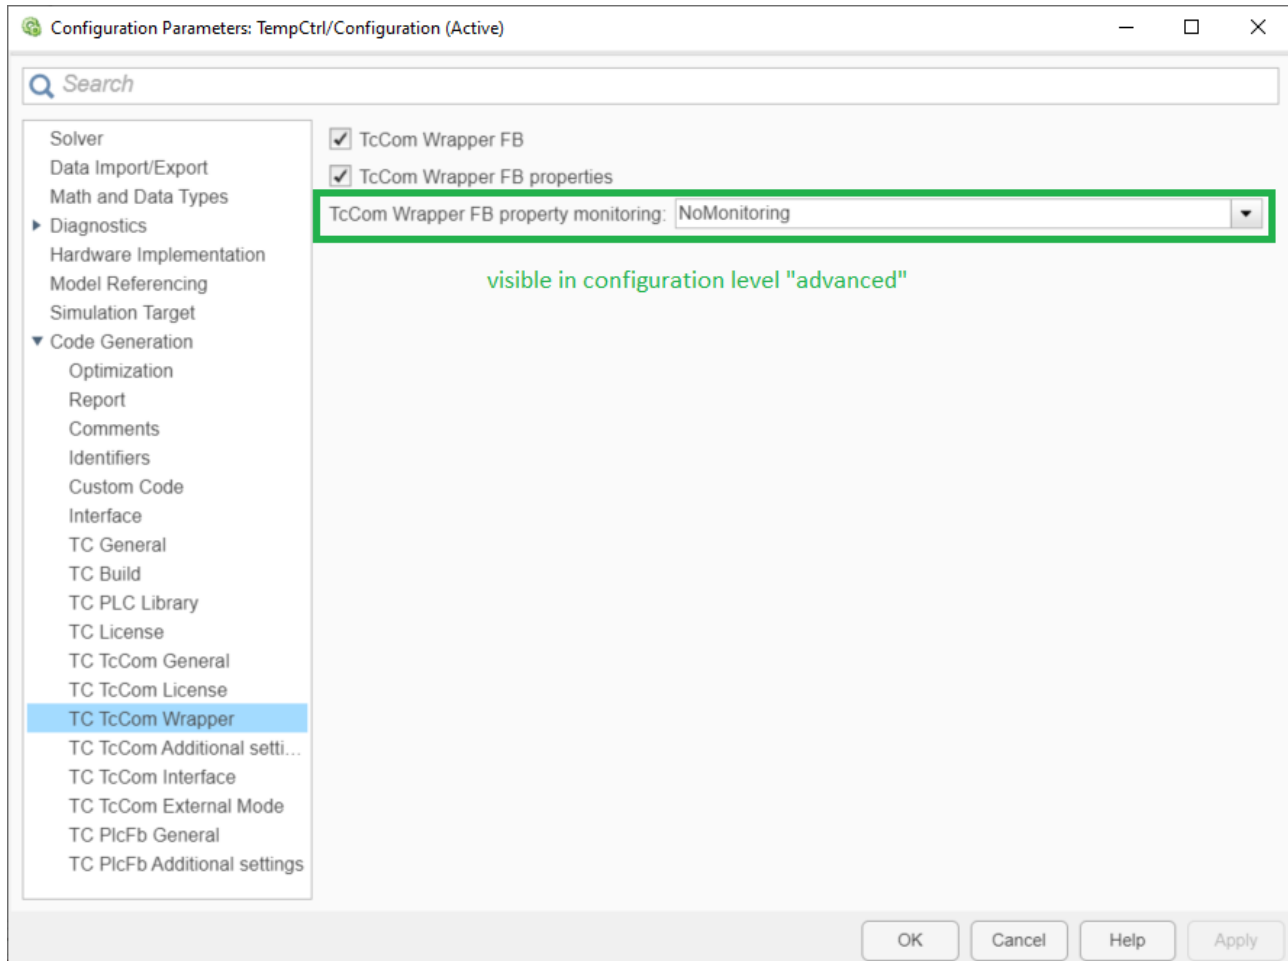 Configuration Parameters: TempCtrl/Configuration (Active)
Search
Solver
Data Import/Export
Math and Data Types
Diagnostics
Hardware Implementation
Model Referencing
Simulation Target
Code Generation
Optimization
Report
Comments
Identifiers
Custom Code
Interface
TC General
TC Build
TC PLC Library
TC License
TC TcCom General
TC TcCom License
TC TcCom Wrapper
TC TcCom Additional setti...
TC TcCom Interface
TC TcCom External Mode
TC PlcFb General
TC PlcFb Additional settings
TcCom Wrapper FB
TcCom Wrapper FB properties
TcCom Wrapper FB property monitoring: NoMonitoring
visible in configuration level "advanced"
OK Cancel Help Apply